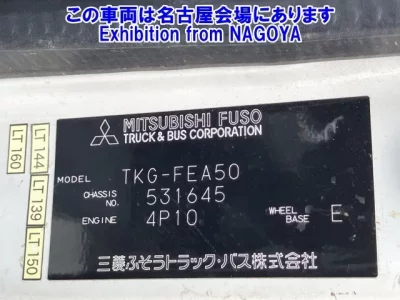 この車両は名古屋会場にあります
Exhibition from NAGOYA
MITSUBISHI FUSO
TRUCK & BUS CORPORATION
MODEL TKG-FEA50
CHASSIS NO. 531645
ENGINE 4P10 WHEEL BASE E
三菱ふそうトラック・バス株式会社
LT 160
LT 144
LT 139
LT 150